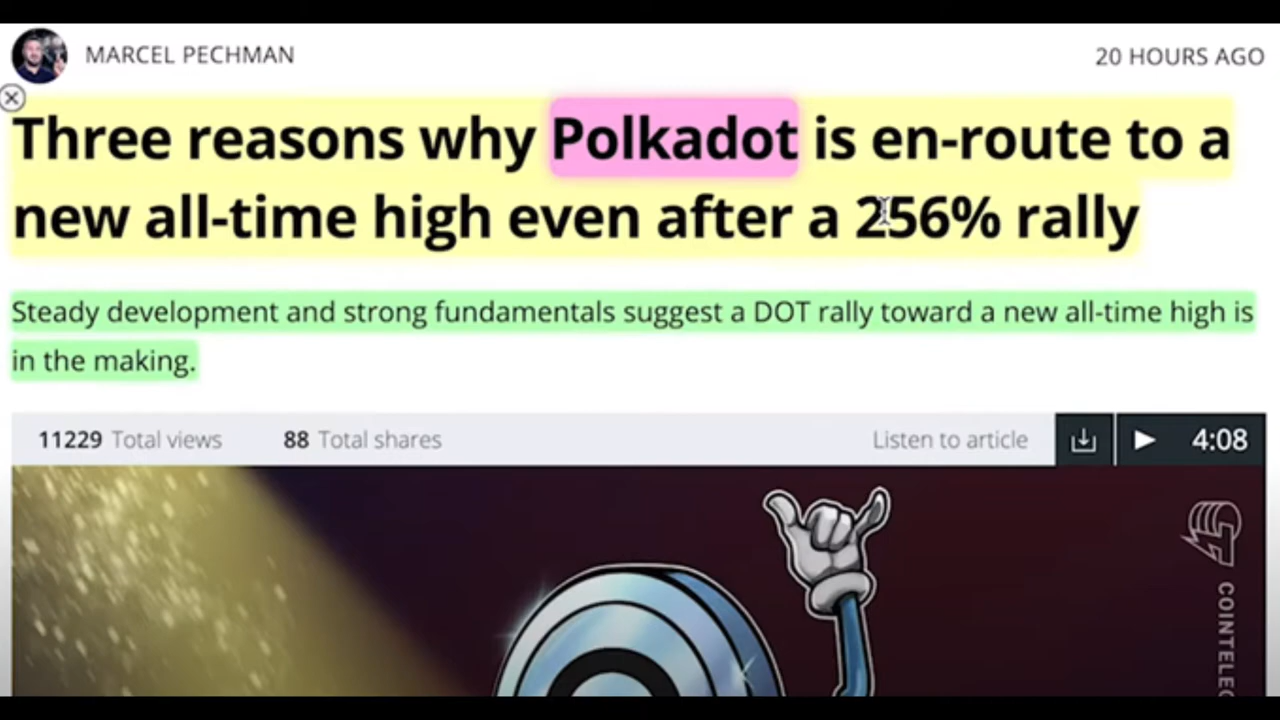 MARCEL PECHMAN
20 HOURS AGO
Three reasons why Polkadot is en-route to a
new all-time high even after a 256% rally
Steady development and strong fundamentals suggest a DOT rally toward a new all-time high is
in the making.
11229 Total views 88 Total shares Listen to article 4:08
COINTELEG